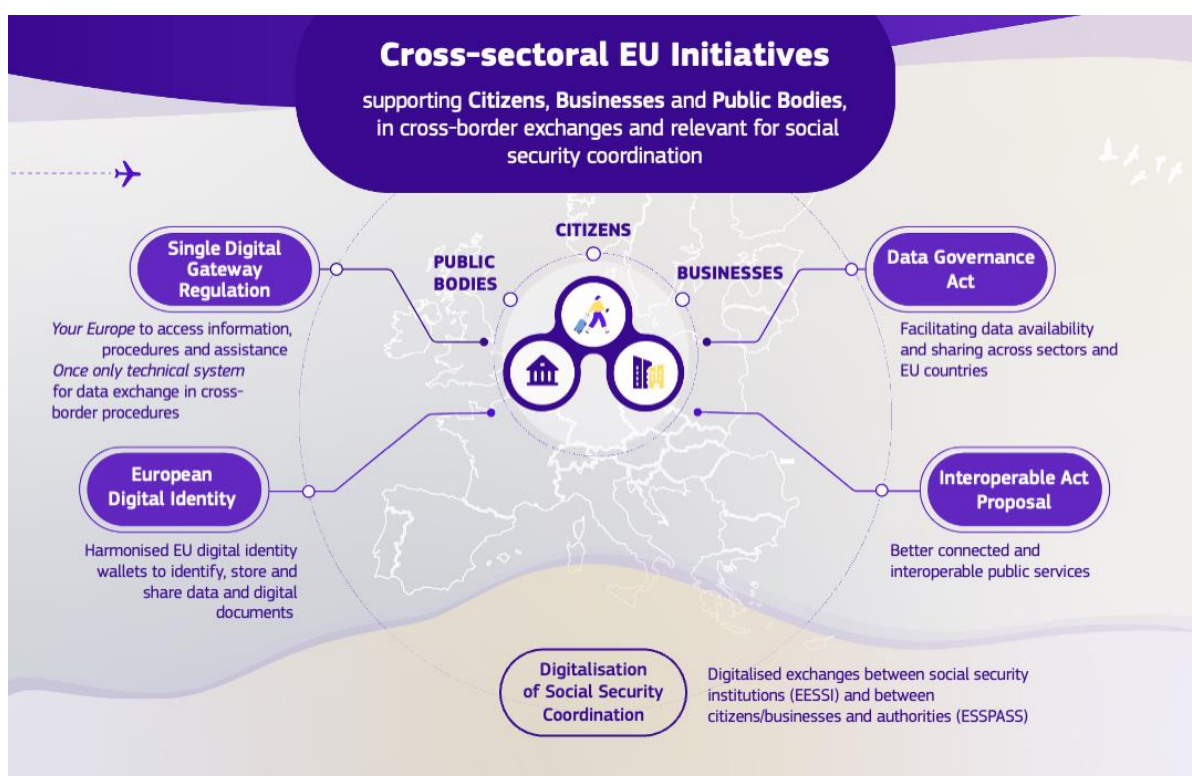 Cross-sectoral EU Initiatives
supporting Citizens, Businesses and Public Bodies,
in cross-border exchanges and relevant for social
security coordination
CITIZENS
PUBLIC
BODIES
BUSINESSES
Single Digital
Gateway
Regulation
Your Europe to access information,
procedures and assistance
Once only technical system
for data exchange in cross-
border procedures
Data Governance
Act
Facilitating data availability
and sharing across sectors and
EU countries
European
Digital Identity
Harmonised EU digital identity
wallets to identify, store and
share data and digital
documents
Interoperable Act
Proposal
Better connected and
interoperable public services
Digitalisation
of Social Security
Coordination
Digitalised exchanges between social security
institutions (EESSI) and between
citizens/businesses and authorities (ESSPASS)